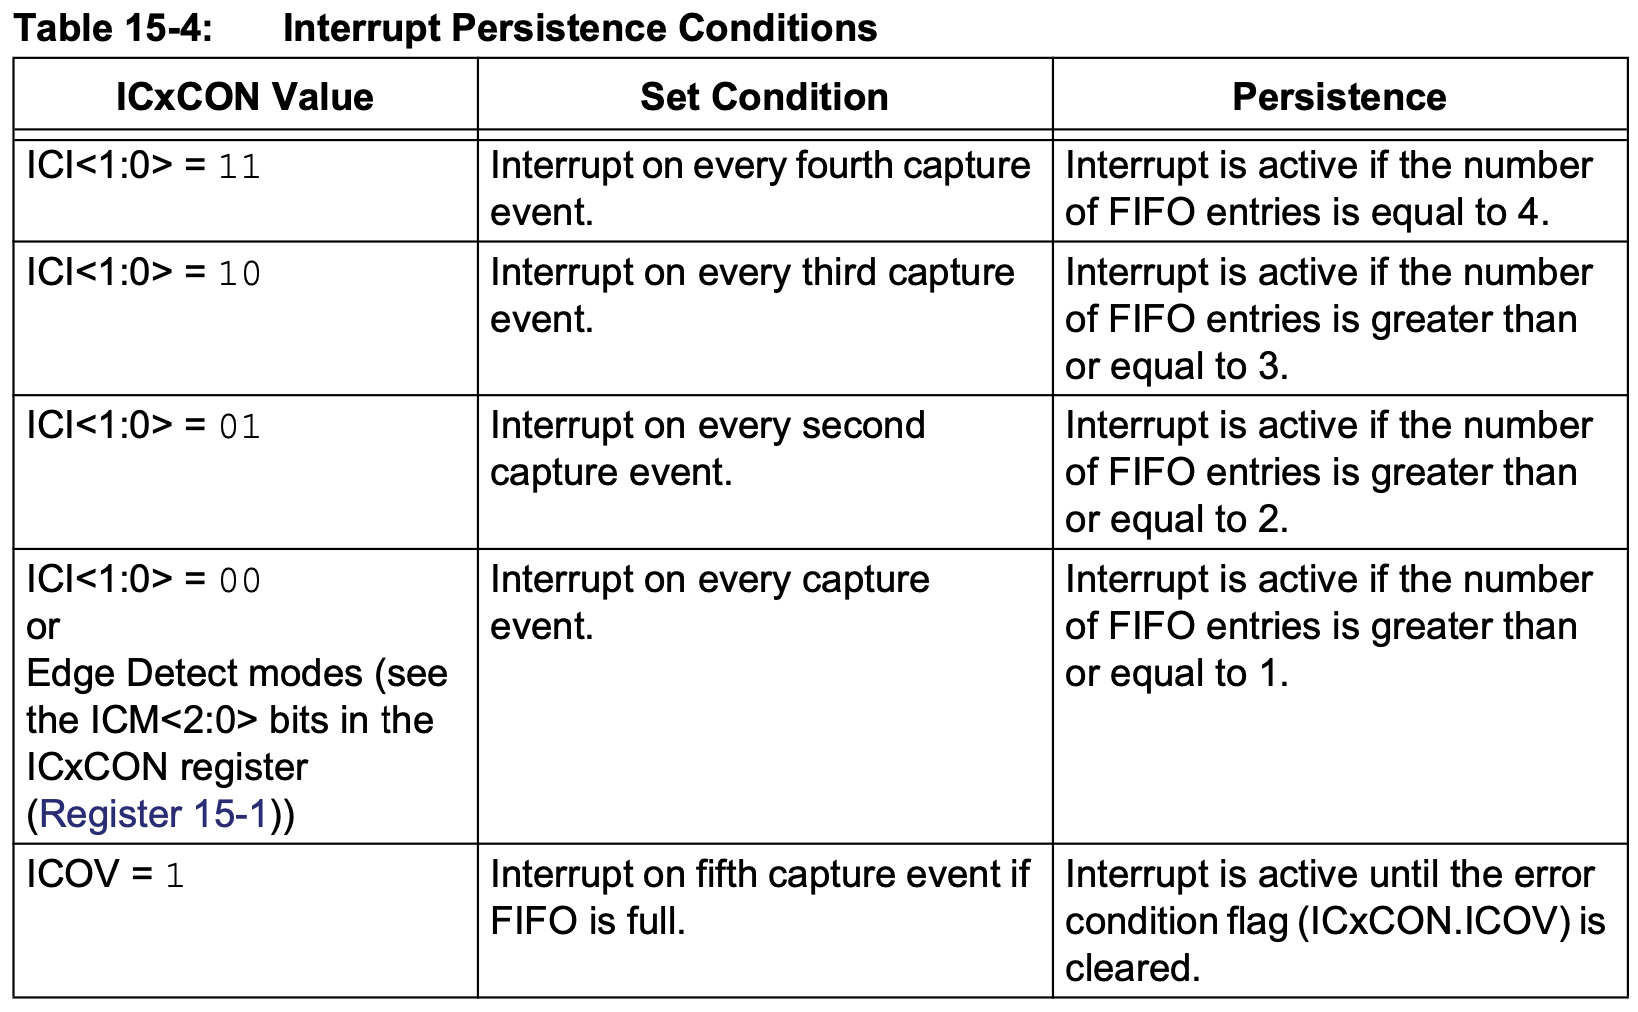 Table 15-4: Interrupt Persistence Conditions
ICxCON Value
Set Condition
Persistence
ICI<1:0> = 11
Interrupt on every fourth capture
event.
Interrupt is active if the number
of FIFO entries is equal to 4.
ICI<1:0> = 10
Interrupt on every third capture
event.
Interrupt is active if the number
of FIFO entries is greater than
or equal to 3.
ICI<1:0> = 01
Interrupt on every second
capture event.
Interrupt is active if the number
of FIFO entries is greater than
or equal to 2.
ICI<1:0> = 00
or
Edge Detect modes (see
the ICM<2:0> bits in the
ICxCON register
(Register 15-1))
Interrupt on every capture
event.
Interrupt is active if the number
of FIFO entries is greater than
or equal to 1.
ICOV = 1
Interrupt on fifth capture event if
FIFO is full.
Interrupt is active until the error
condition flag (ICxCON.ICOV) is
cleared.